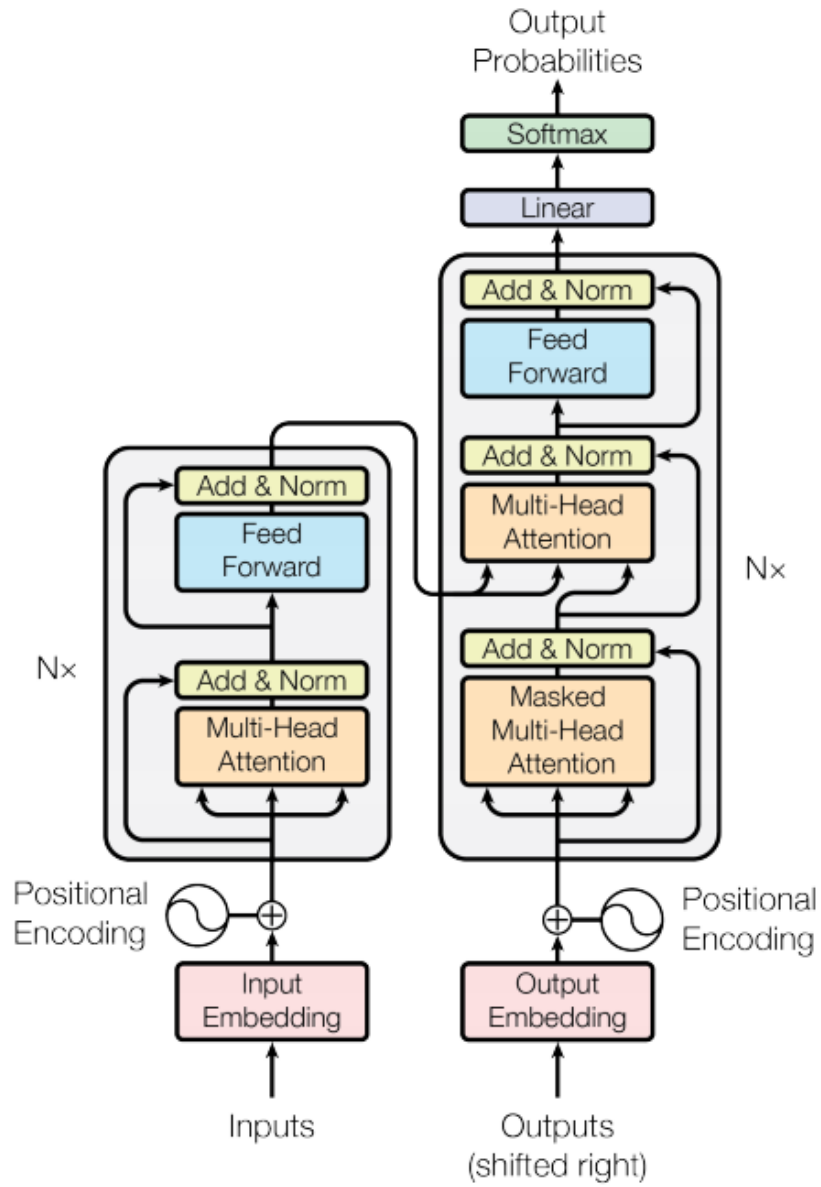 Output
Probabilities
Softmax
Linear
Add & Norm
Feed
Forward
Add & Norm
Multi-Head
Attention
Add & Norm
Masked
Multi-Head
Attention
N×
Add & Norm
Feed
Forward
Add & Norm
Multi-Head
Attention
N×
Positional
Encoding
Positional
Encoding
Input
Embedding
Output
Embedding
Inputs
Outputs
(shifted right)